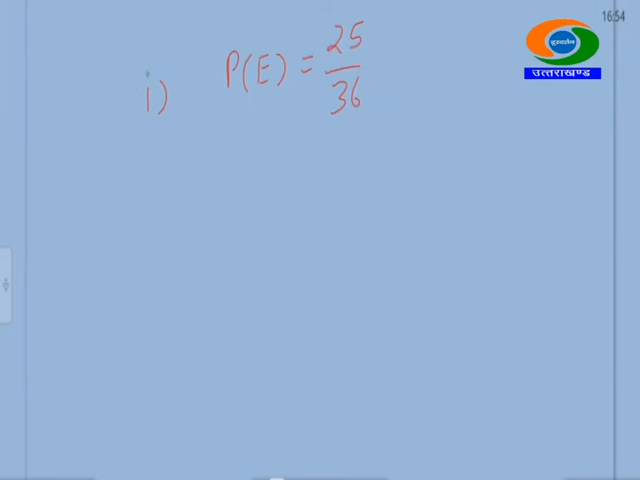 16:54
दूरदर्शन
उत्तराखण्ड
i) P(E) = 25/36